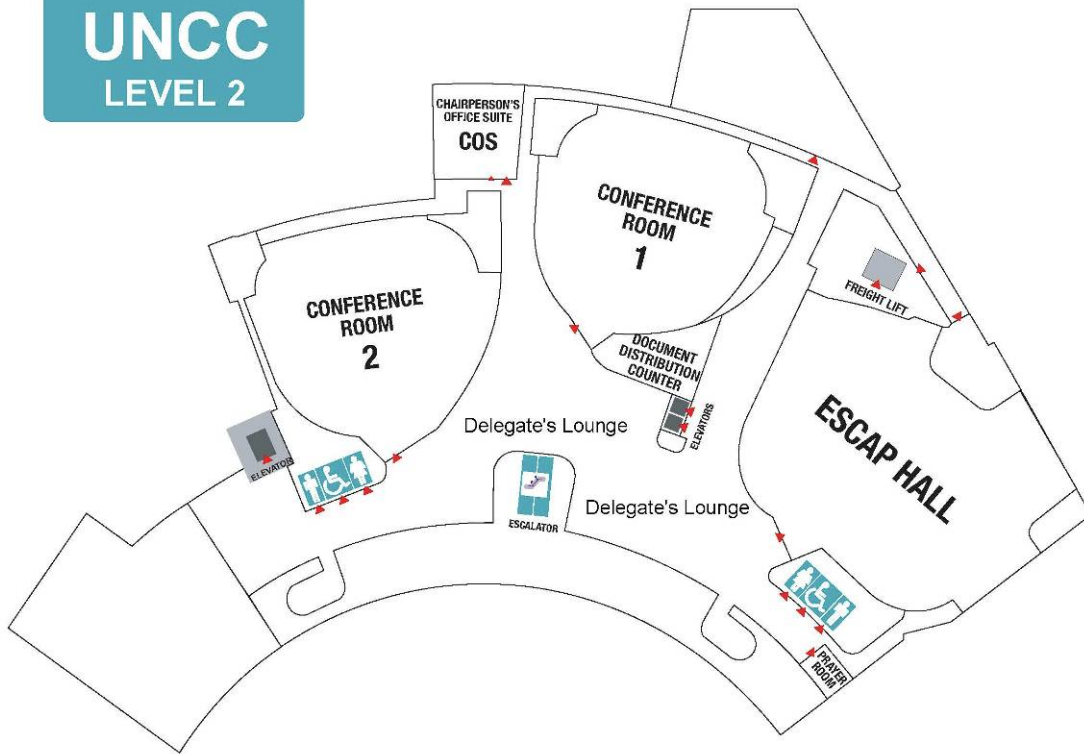 UNCC
LEVEL 2
CHAIRPERSON'S
OFFICE SUITE
COS
CONFERENCE
ROOM
1
CONFERENCE
ROOM
2
FREIGHT LIFT
DOCUMENT
DISTRIBUTION
COUNTER
ELEVATORS
ESCAP HALL
Delegate's Lounge
ELEVATOR
ESCALATOR
Delegate's Lounge
PRAYER
ROOM